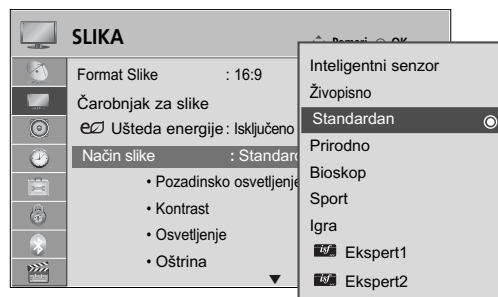 SLIKA
Pomeri OK
Format Slike : 16:9
Čarobnjak za slike
Ušteda energije : Isključeno
Način slike : Standard
• Pozadinsko osvetljenje
• Kontrast
• Osvetljenje
• Oštrina
Inteligentni senzor
Živopisno
Standardan
Prirodno
Bioskop
Sport
Igra
isf Ekspert1
isf Ekspert2